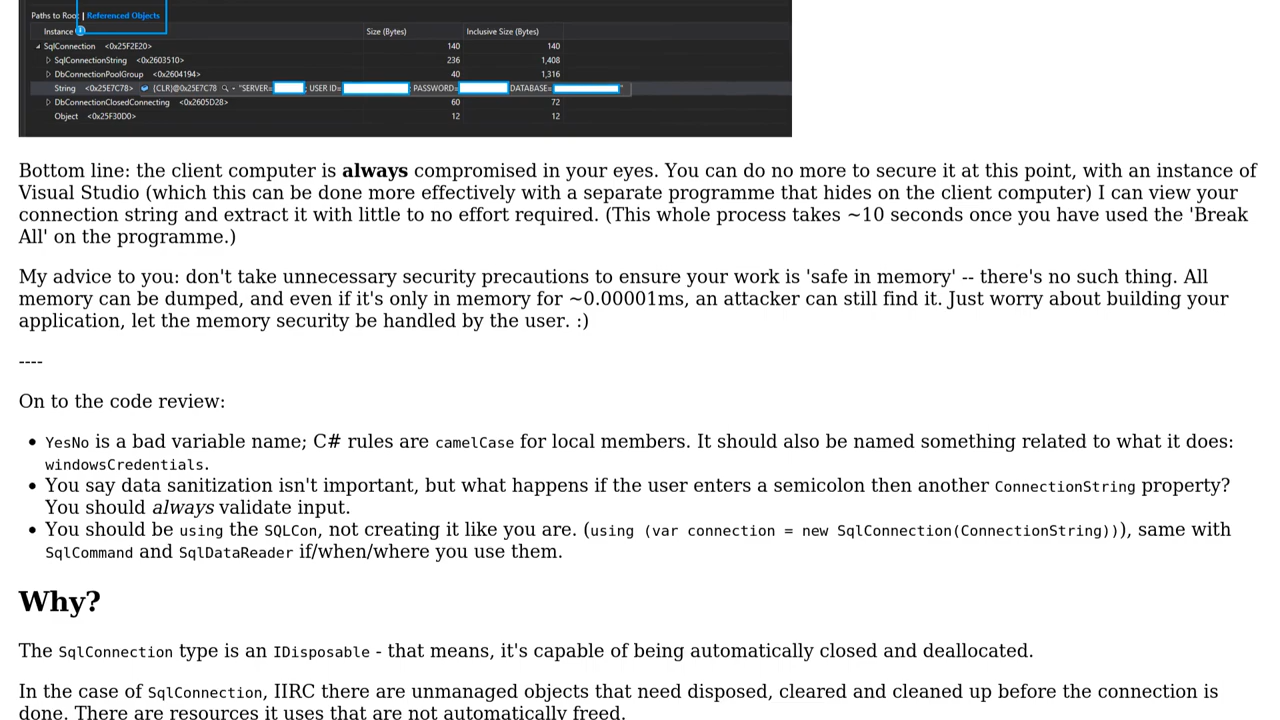 Paths to Root | Referenced Objects
Instance Size (Bytes) Inclusive Size (Bytes)
SqlConnection <0x25F2E20> 140 140
SqlConnectionString <0x2603510> 236 1,408
DbConnectionPoolGroup <0x2604194> 40 1,316
String <0x25E7C78> {CLR}@0x25E7C78 "SERVER= ; USER ID= ; PASSWORD= DATABASE= "
DbConnectionClosedConnecting <0x2605D28> 60 72
Object <0x25F30D0> 12 12
Bottom line: the client computer is always compromised in your eyes. You can do no more to secure it at this point, with an instance of
Visual Studio (which this can be done more effectively with a separate programme that hides on the client computer) I can view your
connection string and extract it with little to no effort required. (This whole process takes ~10 seconds once you have used the 'Break
All' on the programme.)
My advice to you: don't take unnecessary security precautions to ensure your work is 'safe in memory' -- there's no such thing. All
memory can be dumped, and even if it's only in memory for ~0.00001ms, an attacker can still find it. Just worry about building your
application, let the memory security be handled by the user. :)
----
On to the code review:
• YesNo is a bad variable name; C# rules are camelCase for local members. It should also be named something related to what it does:
windowsCredentials.
• You say data sanitization isn't important, but what happens if the user enters a semicolon then another ConnectionString property?
You should always validate input.
• You should be using the SQLCon, not creating it like you are. (using (var connection = new SqlConnection(ConnectionString))), same with
SqlCommand and SqlDataReader if/when/where you use them.
Why?
The SqlConnection type is an IDisposable - that means, it's capable of being automatically closed and deallocated.
In the case of SqlConnection, IIRC there are unmanaged objects that need disposed, cleared and cleaned up before the connection is
done. There are resources it uses that are not automatically freed.